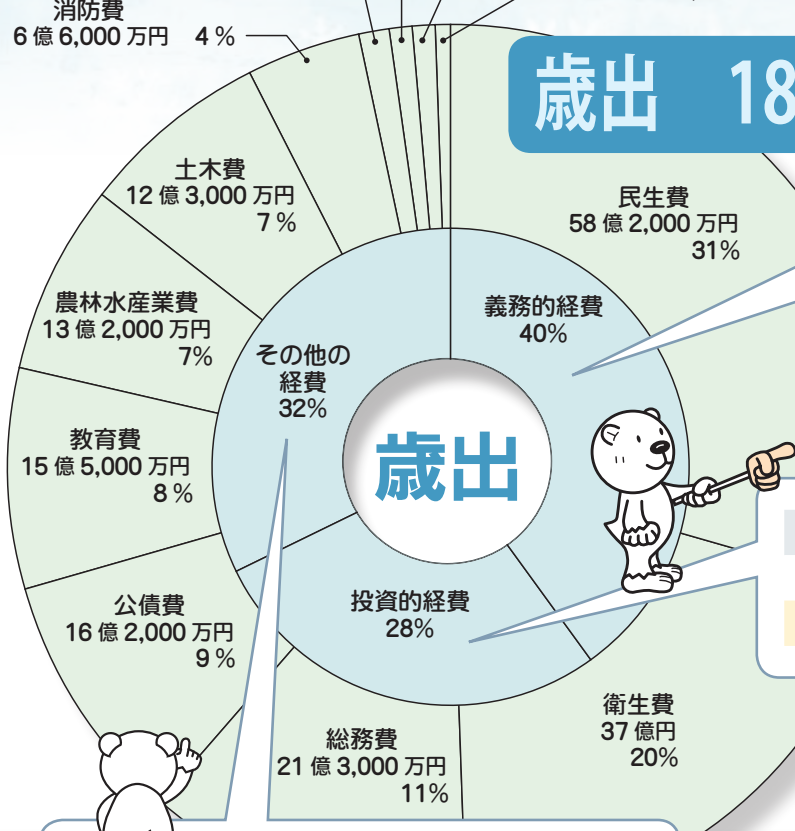 消防費
6億6,000万円 4%
歳出 18
土木費
12億3,000万円
7%
民生費
58億2,000万円
31%
農林水産業費
13億2,000万円
7%
義務的経費
40%
その他の
経費
32%
歳出
教育費
15億5,000万円
8%
投資的経費
28%
公債費
16億2,000万円
9%
衛生費
37億円
20%
総務費
21億3,000万円
11%